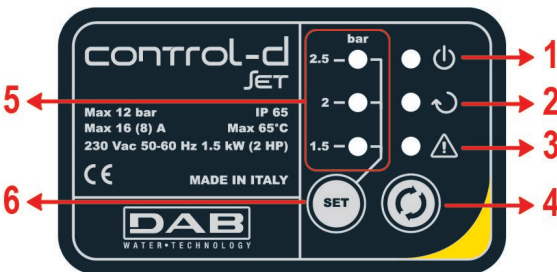 control-d
SET
Max 12 bar IP 65
Max 16 (8) A Max 65°C
230 Vac 50-60 Hz 1.5 kW (2 HP)
CE MADE IN ITALY
DAB
WATER•TECHNOLOGY
bar
2.5
2
1.5
SET
1
2
3
4
5
6